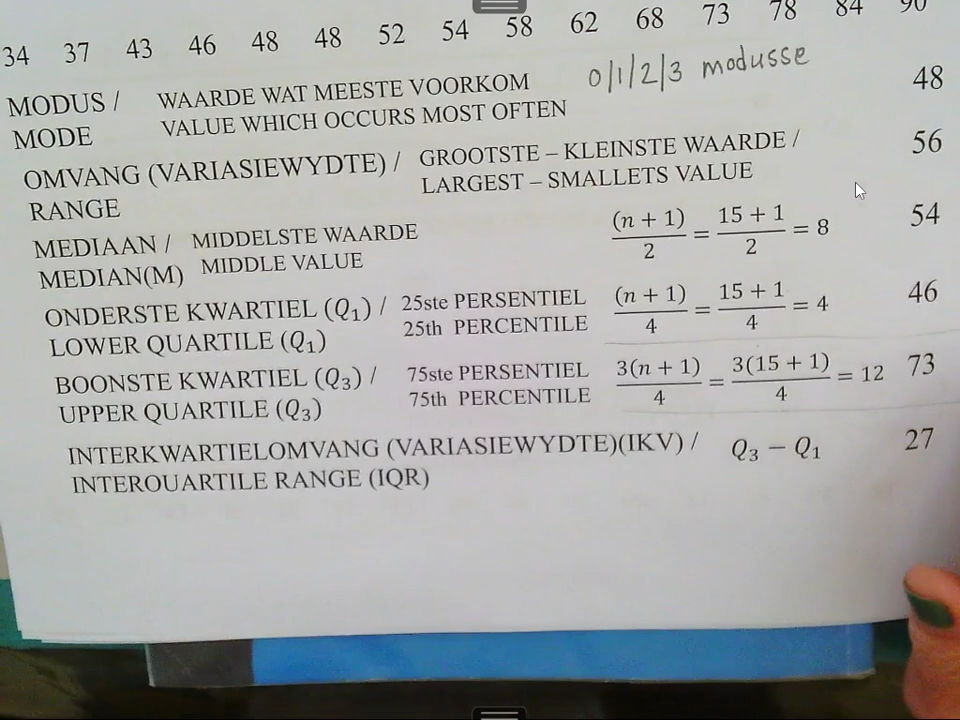 34 37 43 46 48 48 52 54 58 62 68 73 78 84 90
MODUS / WAARDE WAT MEESTE VOORKOM 0/1/2/3 modusse 48
MODE VALUE WHICH OCCURS MOST OFTEN
OMVANG (VARIASIEWYDTE) / GROOTSTE – KLEINSTE WAARDE / 56
RANGE LARGEST – SMALLETS VALUE
MEDIAAN / MIDDELSTE WAARDE (n + 1)/2 = 15 + 1/2 = 8 54
MEDIAN(M) MIDDLE VALUE
ONDERSTE KWARTIEL (Q₁) / 25ste PERSENTIEL (n + 1)/4 = 15 + 1/4 = 4 46
LOWER QUARTILE (Q₁) 25th PERCENTILE
BOONSTE KWARTIEL (Q₃) / 75ste PERSENTIEL 3(n + 1)/4 = 3(15 + 1)/4 = 12 73
UPPER QUARTILE (Q₃) 75th PERCENTILE
INTERKWARTIELOMVANG (VARIASIEWYDTE)(IKV) / Q₃ − Q₁ 27
INTERQUARTILE RANGE (IQR)